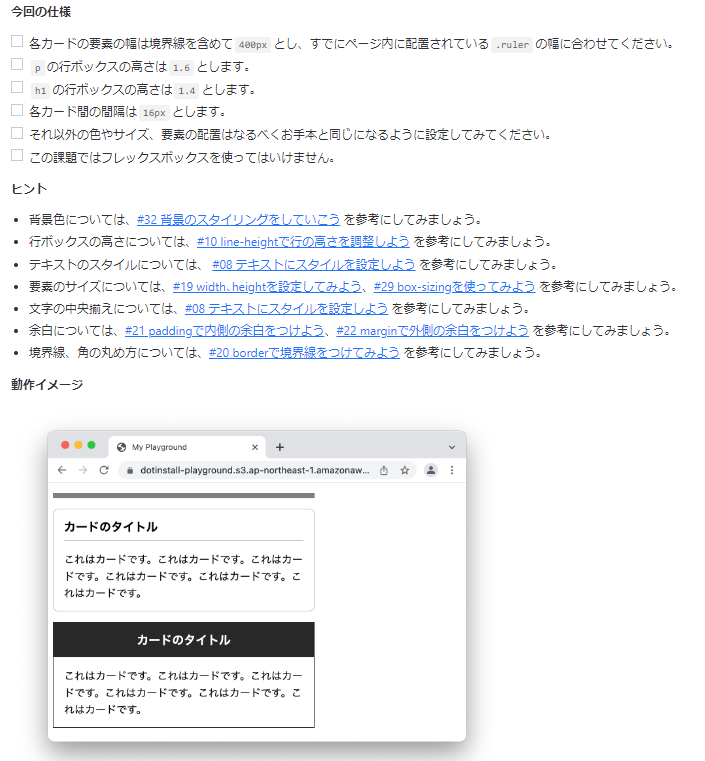 今回の仕様
各カードの要素の幅は境界線を含めて 400px とし、すでにページ内に配置されている .ruler の幅に合わせてください。
p の行ボックスの高さは 1.6 とします。
h1 の行ボックスの高さは 1.4 とします。
各カード間の間隔は 16px とします。
それ以外の色やサイズ、要素の配置はなるべくお手本と同じになるように設定してみてください。
この課題ではフレックスボックスを使ってはいけません。
ヒント
背景色については、#32 背景のスタイリングをしていこう を参考にしてみましょう。
行ボックスの高さについては、#10 line-heightで行の高さを調整しよう を参考にしてみましょう。
テキストのスタイルについては、 #08 テキストにスタイルを設定しよう を参考にしてみましょう。
要素のサイズについては、#19 width、heightを設定してみよう、#29 box-sizingを使ってみよう を参考にしてみましょう。
文字の中央揃えについては、#08 テキストにスタイルを設定しよう を参考にしてみましょう。
余白については、#21 paddingで内側の余白をつけよう、#22 marginで外側の余白をつけよう を参考にしてみましょう。
境界線、角の丸め方については、#20 borderで境界線をつけてみよう を参考にしてみましょう。
動作イメージ
My Playground
dotinstall-playground.s3.ap-northeast-1.amazonaw...
カードのタイトル
これはカードです。これはカードです。これはカー
ドです。これはカードです。これはカードです。こ
れはカードです。
カードのタイトル
これはカードです。これはカードです。これはカー
ドです。これはカードです。これはカードです。こ
れはカードです。